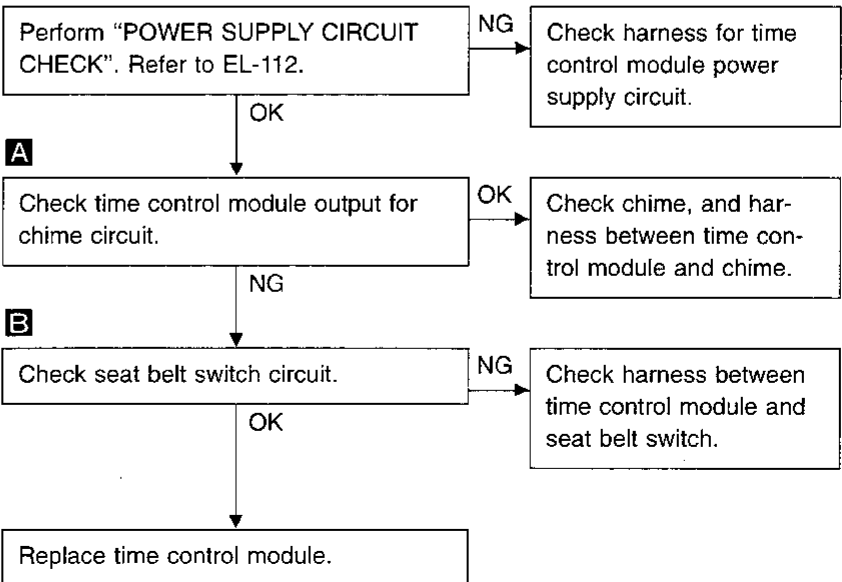 Perform “POWER SUPPLY CIRCUIT
CHECK”. Refer to EL-112.
NG
Check harness for time
control module power
supply circuit.
OK
A
Check time control module output for
chime circuit.
OK
Check chime, and har-
ness between time con-
trol module and chime.
NG
B
Check seat belt switch circuit.
NG
Check harness between
time control module and
seat belt switch.
OK
Replace time control module.